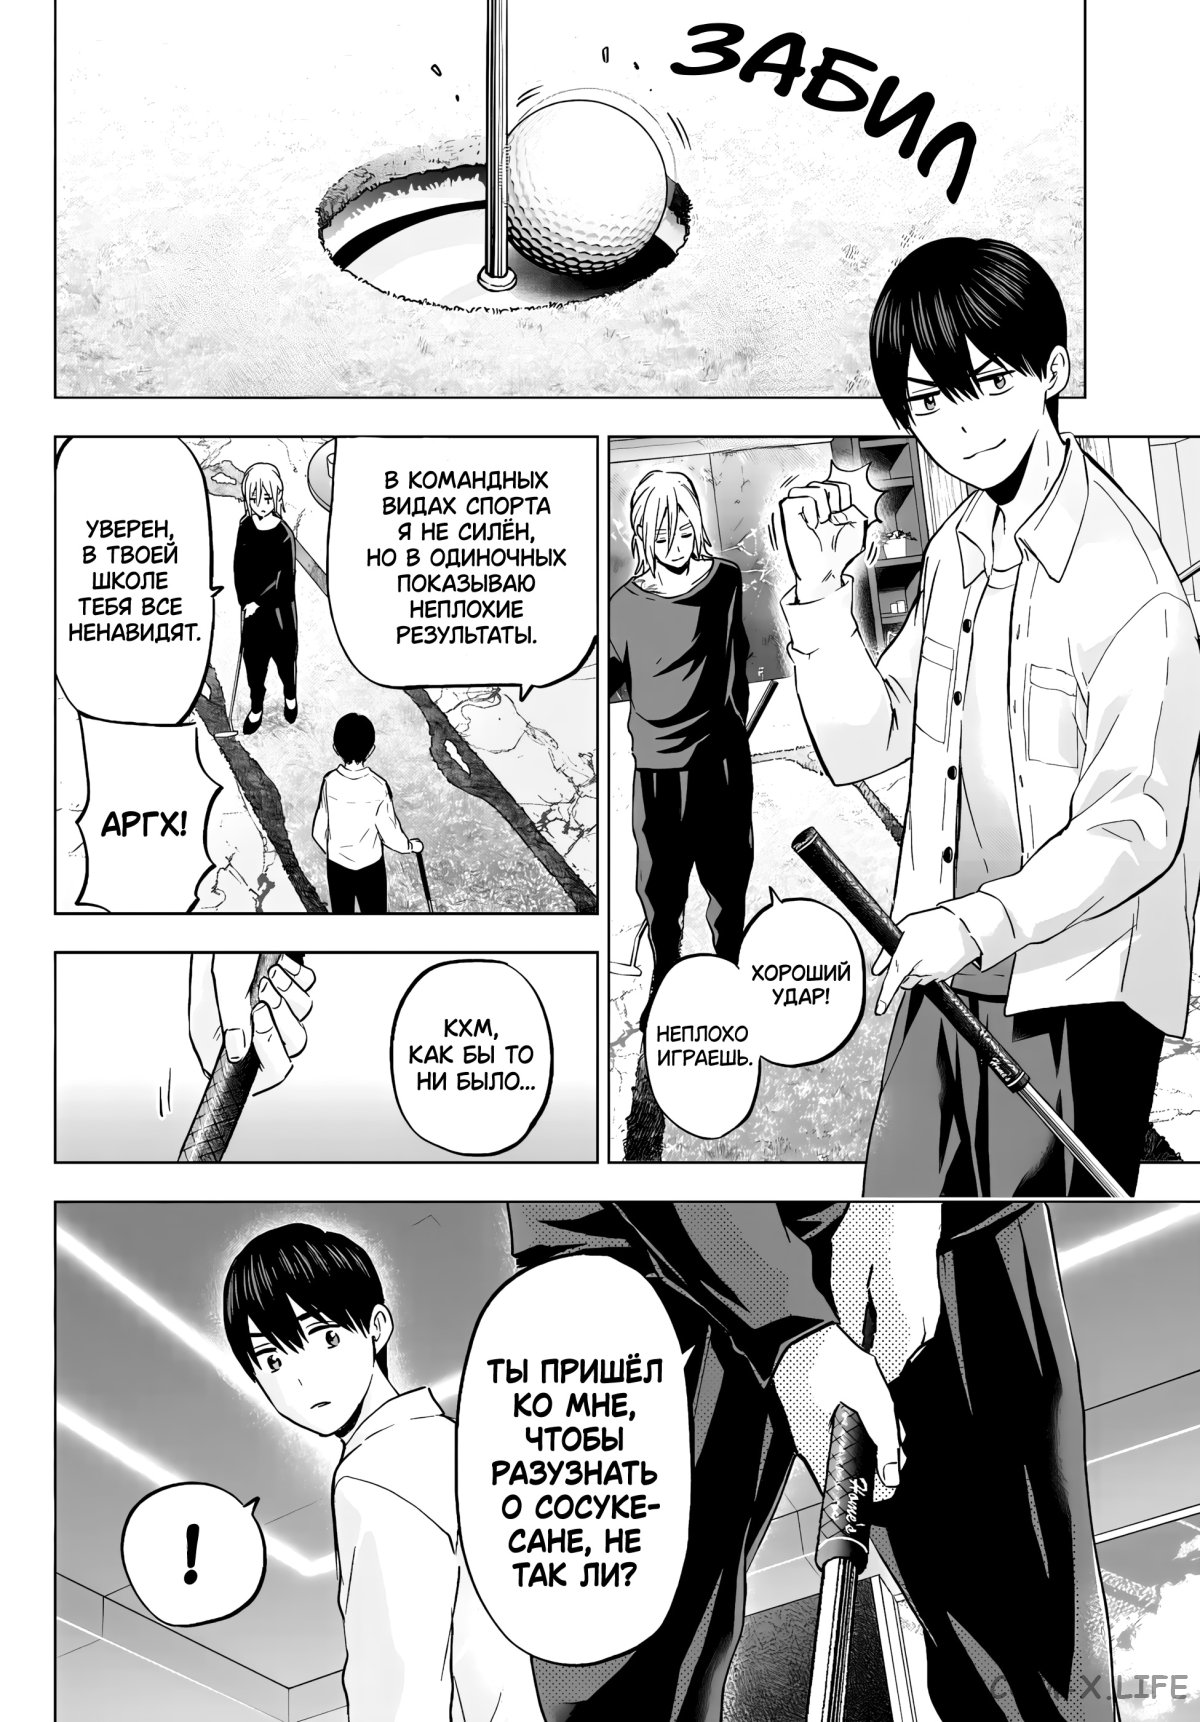 ЗАБИЛ
ХОРОШИЙ
УДАР!
НЕПЛОХО
ИГРАЕШЬ.
В КОМАНДНЫХ
ВИДАХ СПОРТА
Я НЕ СИЛЁН,
НО В ОДИНОЧНЫХ
ПОКАЗЫВАЮ
НЕПЛОХИЕ
РЕЗУЛЬТАТЫ.
УВЕРЕН,
В ТВОЕЙ
ШКОЛЕ
ТЕБЯ ВСЕ
НЕНАВИДЯТ.
АРГХ!
КХМ,
КАК БЫ ТО
НИ БЫЛО...
ТЫ ПРИШЁЛ
КО МНЕ,
ЧТОБЫ
РАЗУЗНАТЬ
О СОСУКЕ-
САНЕ, НЕ
ТАК ЛИ?
!
Home's
X.LIFE